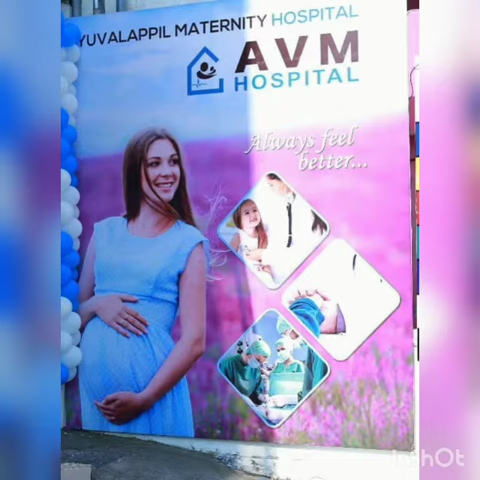 YUVALAPPIL MATERNITY HOSPITAL
AVM
HOSPITAL
Always feel
better...